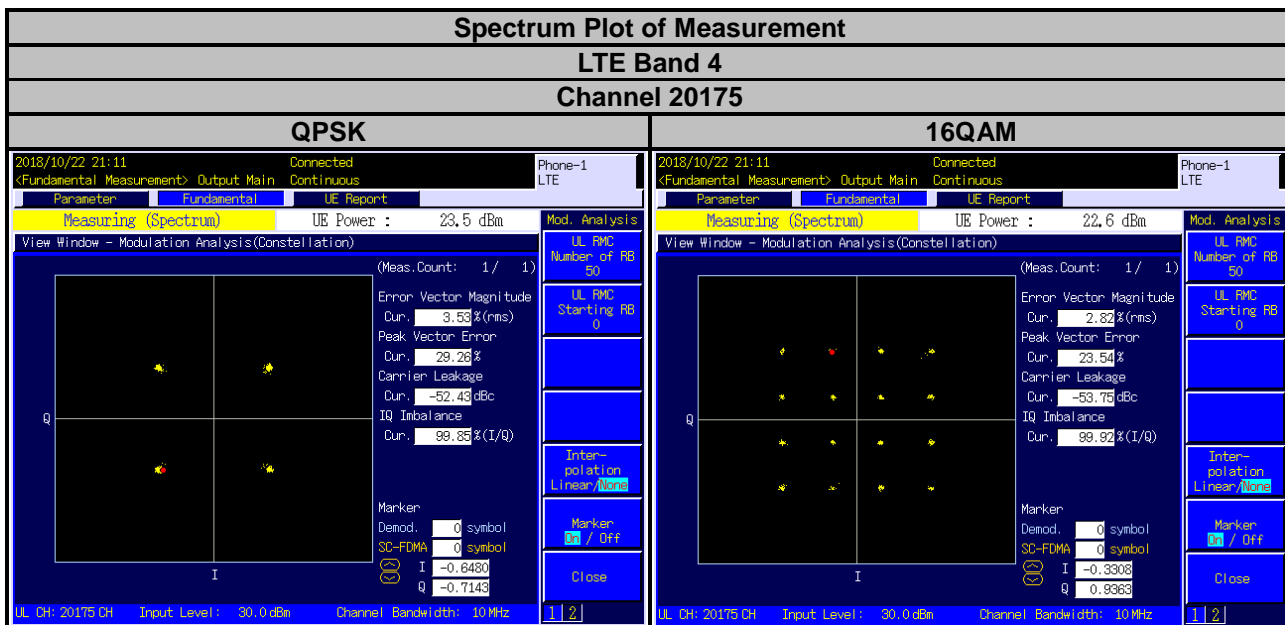 Spectrum Plot of Measurement
LTE Band 4
Channel 20175
QPSK
2018/10/22 21:11 Connected
<Fundamental Measurement> Output Main Continuous
Phone-1
LTE
Parameter Fundamental UE Report
Measuring (Spectrum) UE Power : 23.5 dBm Mod. Analysis
View Window - Modulation Analysis(Constellation)
UL RMC
Number of RB
50
(Meas.Count: 1/ 1)
UL RMC
Starting RB
0
Error Vector Magnitude
Cur. 3.53 %(rms)
Peak Vector Error
Cur. 29.26 %
Carrier Leakage
Cur. -52.43 dBc
IQ Imbalance
Cur. 99.85 %(I/Q)
Q
I
Inter-
polation
Linear/None
Marker
Demod. 0 symbol
SC-FDMA 0 symbol
I -0.6480
Q -0.7143
Marker
On / Off
Close
UL CH: 20175 CH Input Level: 30.0 dBm Channel Bandwidth: 10 MHz 1 2
16QAM
2018/10/22 21:11 Connected
<Fundamental Measurement> Output Main Continuous
Phone-1
LTE
Parameter Fundamental UE Report
Measuring (Spectrum) UE Power : 22.6 dBm Mod. Analysis
View Window - Modulation Analysis(Constellation)
UL RMC
Number of RB
50
(Meas.Count: 1/ 1)
UL RMC
Starting RB
0
Error Vector Magnitude
Cur. 2.82 %(rms)
Peak Vector Error
Cur. 23.54 %
Carrier Leakage
Cur. -53.75 dBc
IQ Imbalance
Cur. 99.92 %(I/Q)
Q
I
Inter-
polation
Linear/None
Marker
Demod. 0 symbol
SC-FDMA 0 symbol
I -0.3308
Q 0.9363
Marker
On / Off
Close
UL CH: 20175 CH Input Level: 30.0 dBm Channel Bandwidth: 10 MHz 1 2